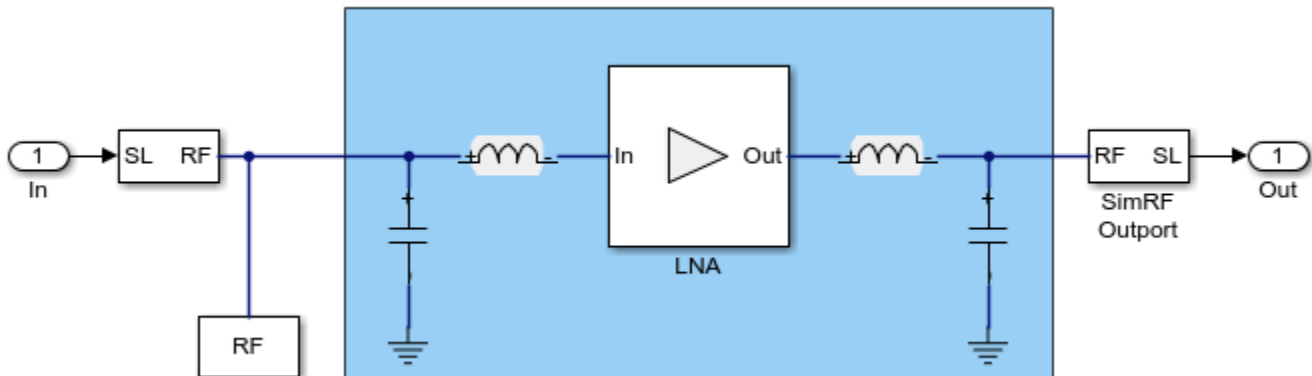 1
In
SL RF
RF
+ -
+
In Out
LNA
+ -
+
RF SL
SimRF
Outport
1
Out